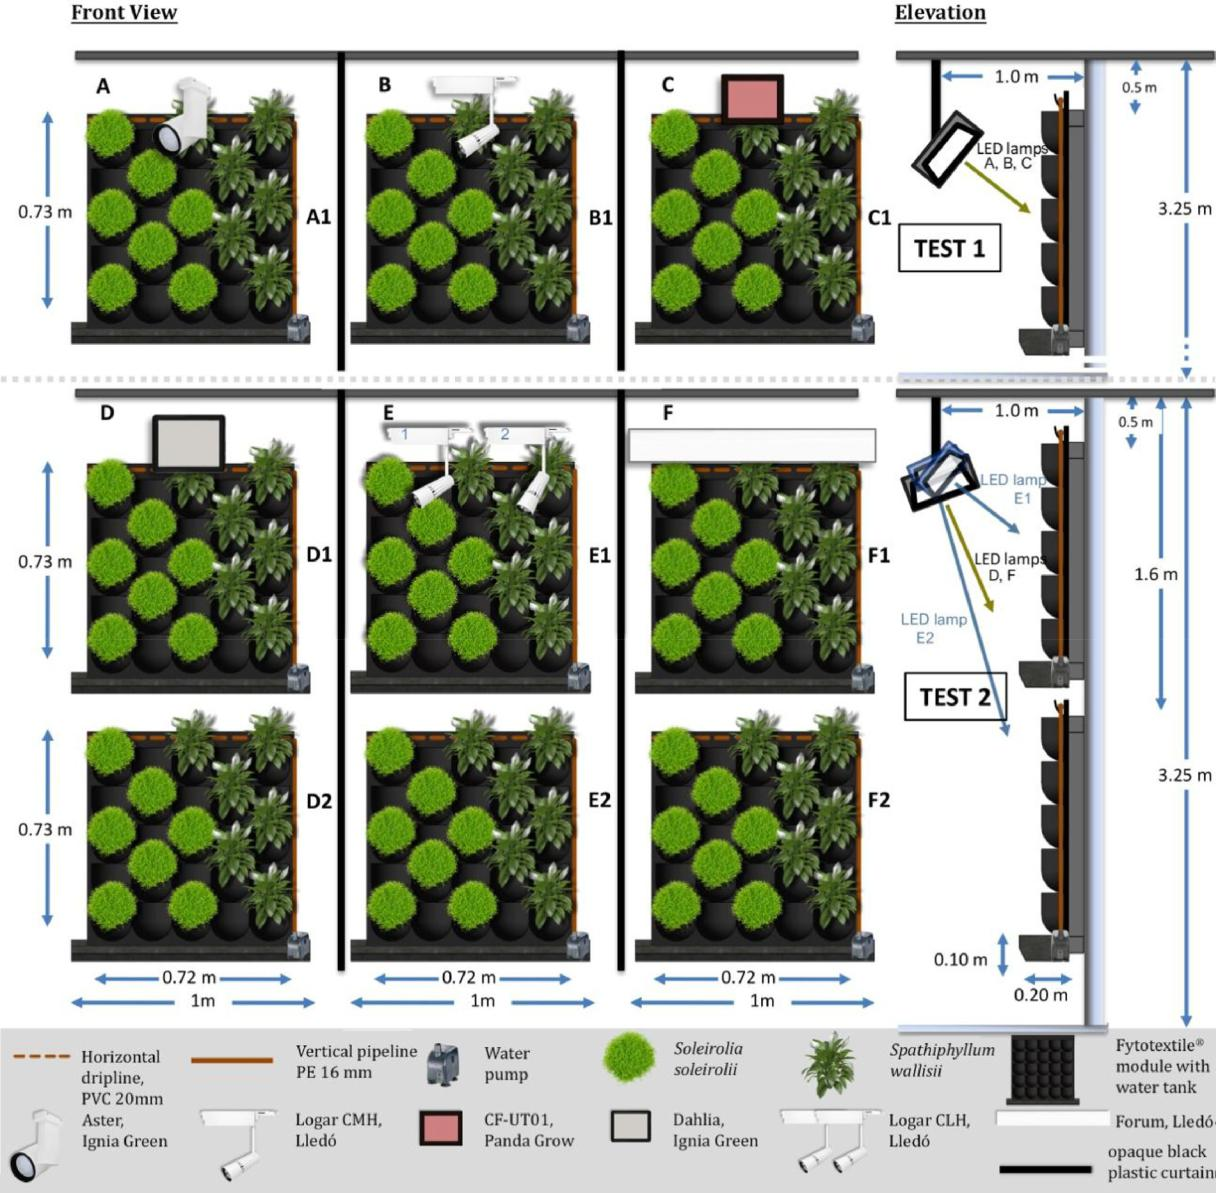 Front View
Elevation
A
B
C
1.0 m
0.5 m
LED lamps
A, B, C
0.73 m
A1
B1
C1
3.25 m
TEST 1
D
E
F
1
2
1.0 m
0.5 m
LED lamp
E1
0.73 m
D1
E1
F1
LED lamps
D, F
1.6 m
LED lamp
E2
TEST 2
3.25 m
0.73 m
D2
E2
F2
0.10 m
0.20 m
0.72 m
0.72 m
0.72 m
1m
1m
1m
Horizontal
dripline,
PVC 20mm
Vertical pipeline
PE 16 mm
Water
pump
Soleirolia
soleirolii
Spathiphyllum
wallisii
Fytotextile®
module with
water tank
Aster,
Ignia Green
Logar CMH,
Lledó
CF-UT01,
Panda Grow
Dahlia,
Ignia Green
Logar CLH,
Lledó
Forum, Lledó
opaque black
plastic curtain